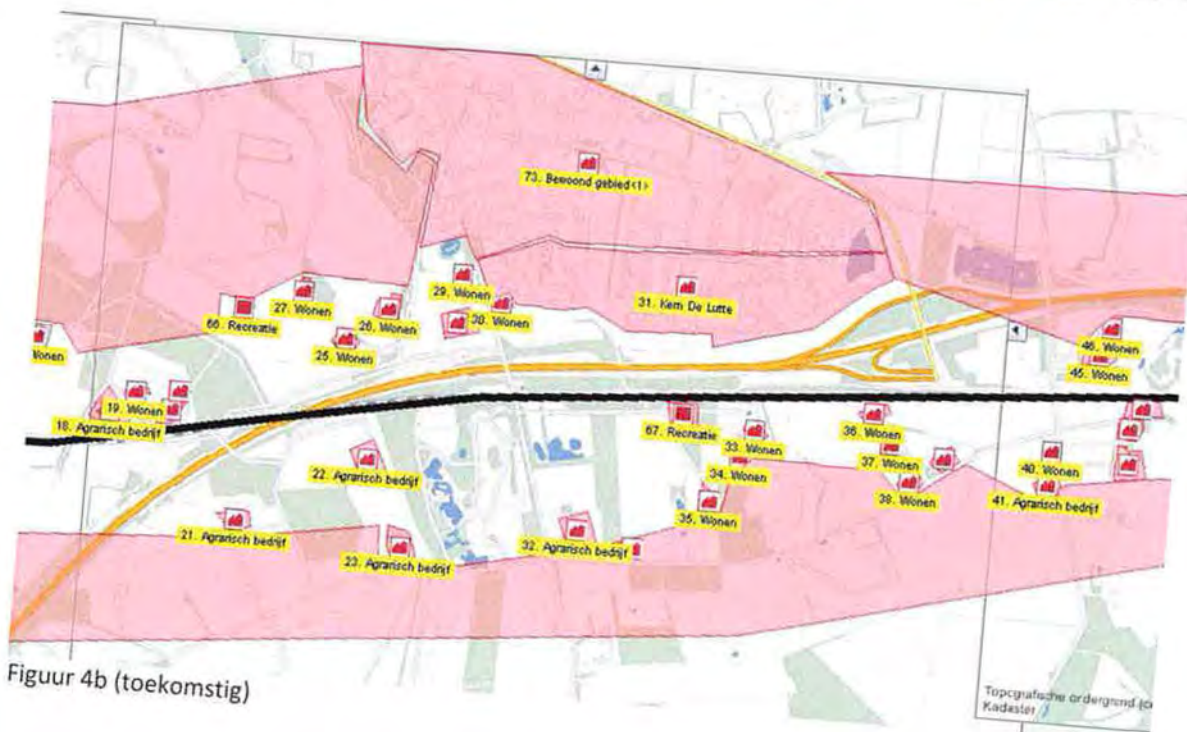 73. Bewoond gebied<1>
29. Wonen
27. Wonen
31. Kern De Lutte
66. Recreatie
26. Wonen
30. Wonen
25. Wonen
46. Wonen
45. Wonen
Wonen
19. Wonen
18. Agrarisch bedrijf
67. Recreatie
36. Wonen
33. Wonen
22. Agrarisch bedrijf
34. Wonen
37. Wonen
40. Wonen
38. Wonen
41. Agrarisch bedrijf
35. Wonen
21. Agrarisch bedrijf
32. Agrarisch bedrijf
23. Agrarisch bedrijf
Figuur 4b (toekomstig)
Topografische ordergrond (c
Kadaster